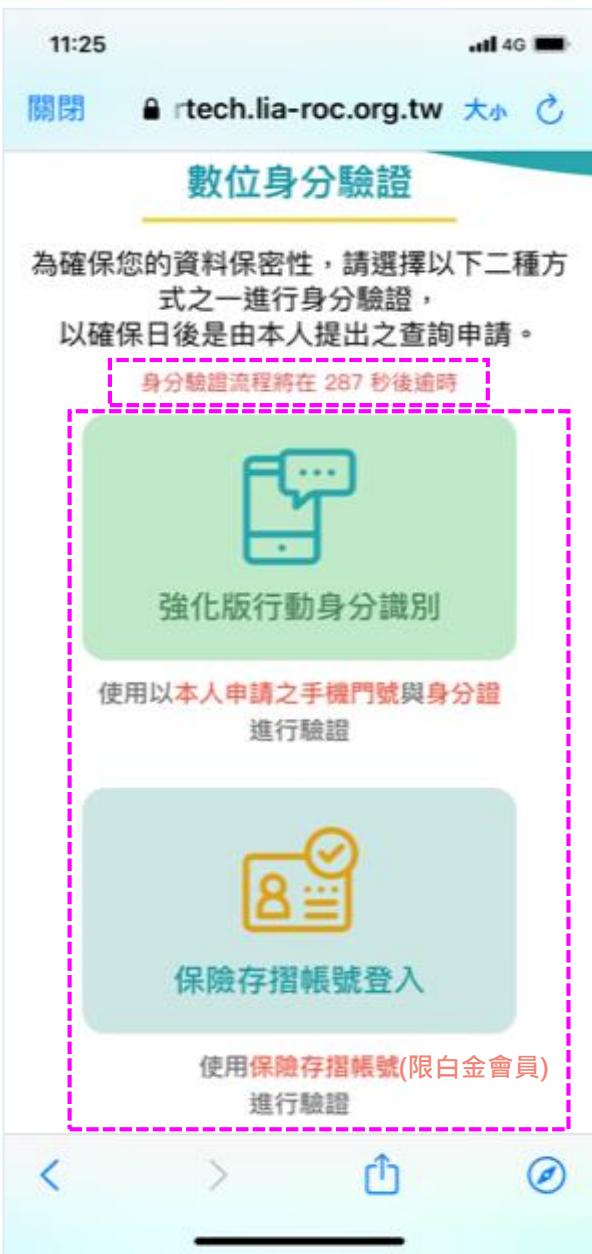 11:25
4G
關閉
rtech.lia-roc.org.tw
大小
數位身分驗證
為確保您的資料保密性，請選擇以下二種方
式之一進行身分驗證，
以確保日後是由本人提出之查詢申請。
身分驗證流程將在 287 秒後逾時
強化版行動身分識別
使用以本人申請之手機門號與身分證
進行驗證
保險存摺帳號登入
使用保險存摺帳號(限白金會員)
進行驗證